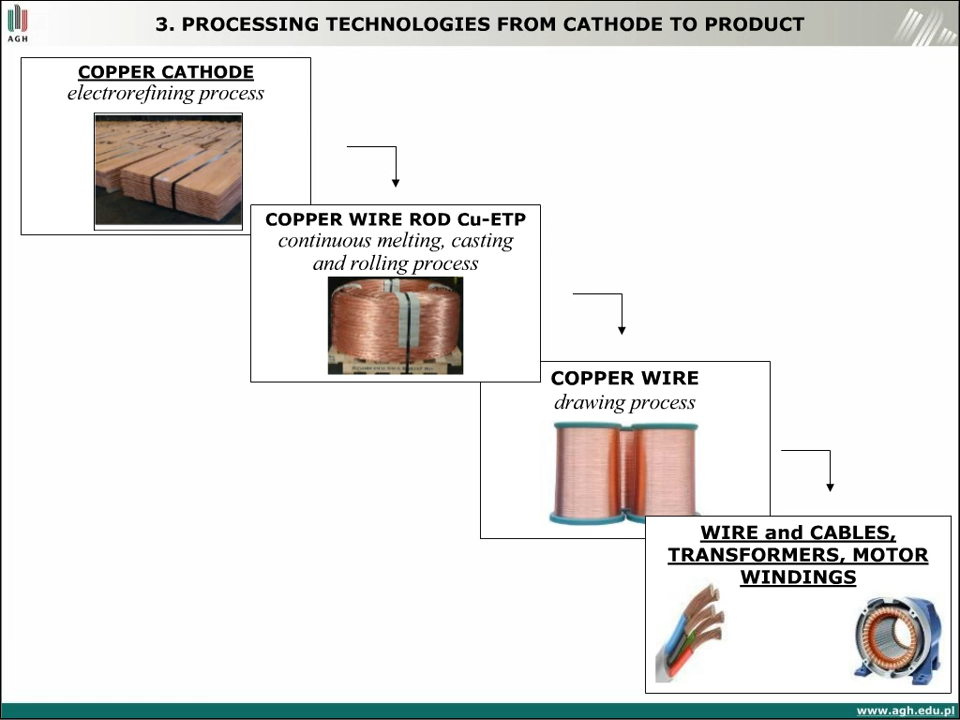 AGH
3. PROCESSING TECHNOLOGIES FROM CATHODE TO PRODUCT
COPPER CATHODE
electrorefining process
COPPER WIRE ROD Cu-ETP
continuous melting, casting
and rolling process
COPPER WIRE
drawing process
WIRE and CABLES,
TRANSFORMERS, MOTOR
WINDINGS
www.agh.edu.pl